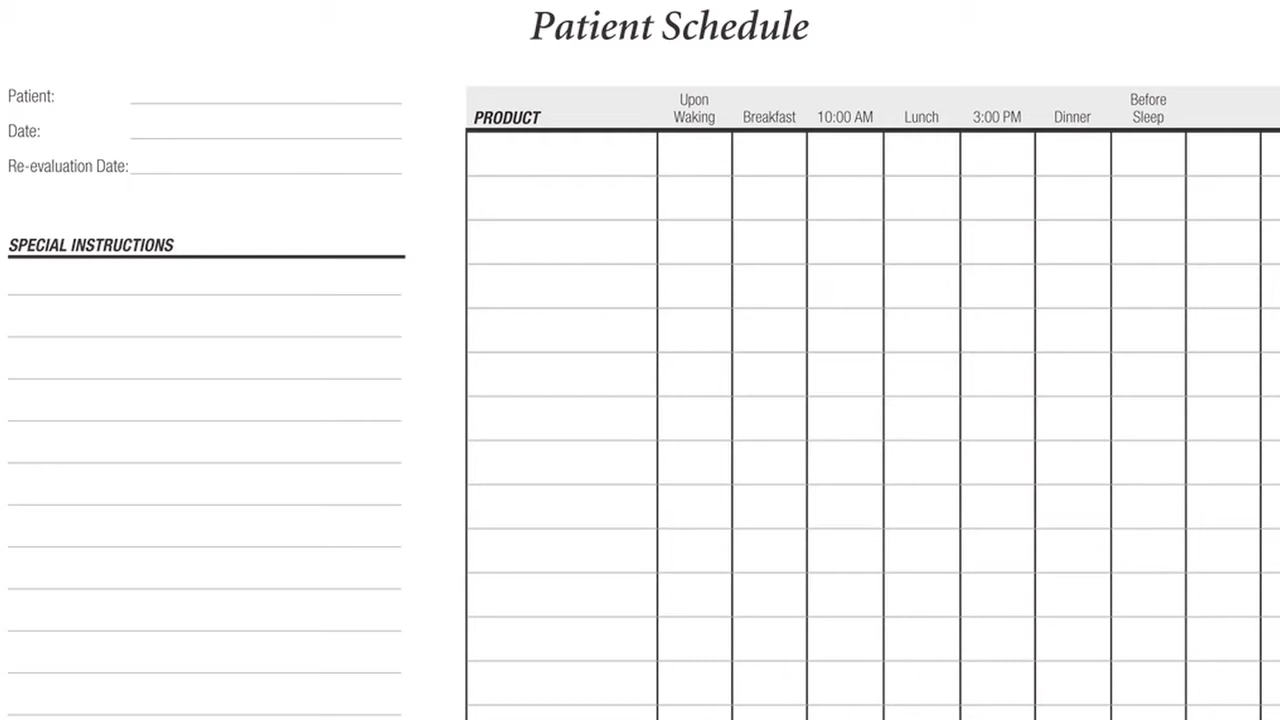 Patient Schedule
Patient:
Date:
Re-evaluation Date:
SPECIAL INSTRUCTIONS
PRODUCT
Upon
Waking
Breakfast
10:00 AM
Lunch
3:00 PM
Dinner
Before
Sleep